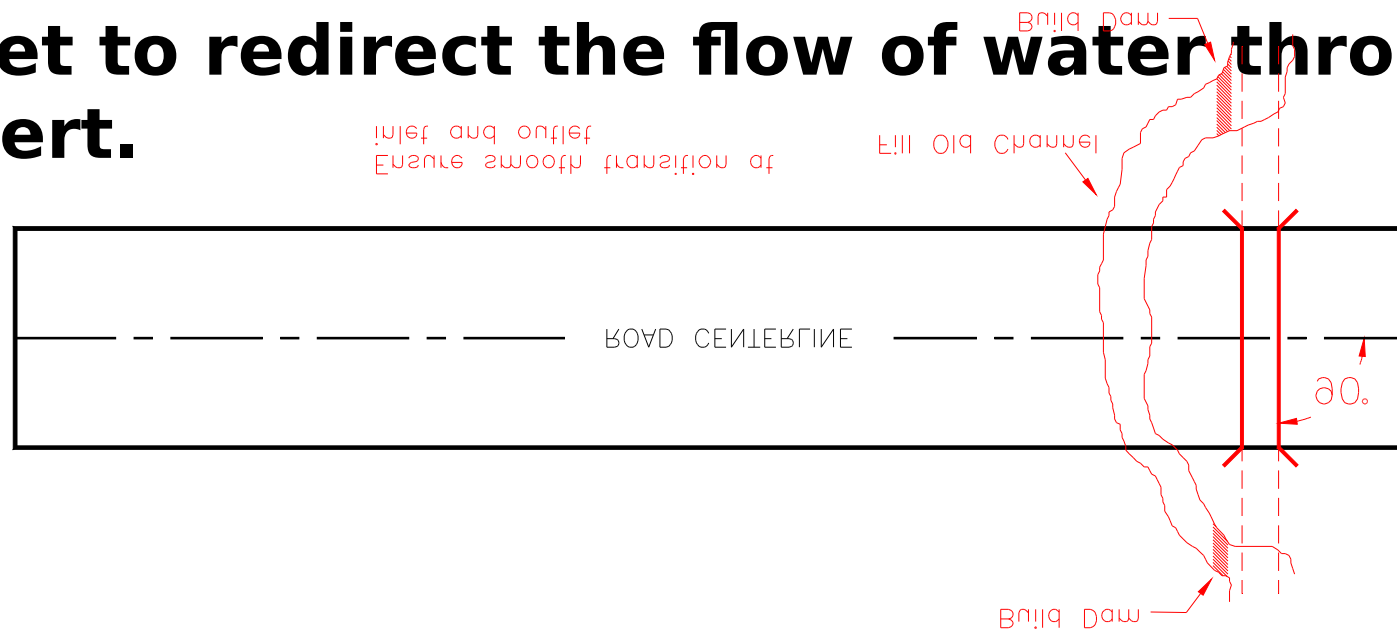 et to redirect the flow of water thro
ert.
Build Dam
Ensure smooth transition at
inlet and outlet
Fill Old Channel
ROAD CENTERLINE
90°
Build Dam